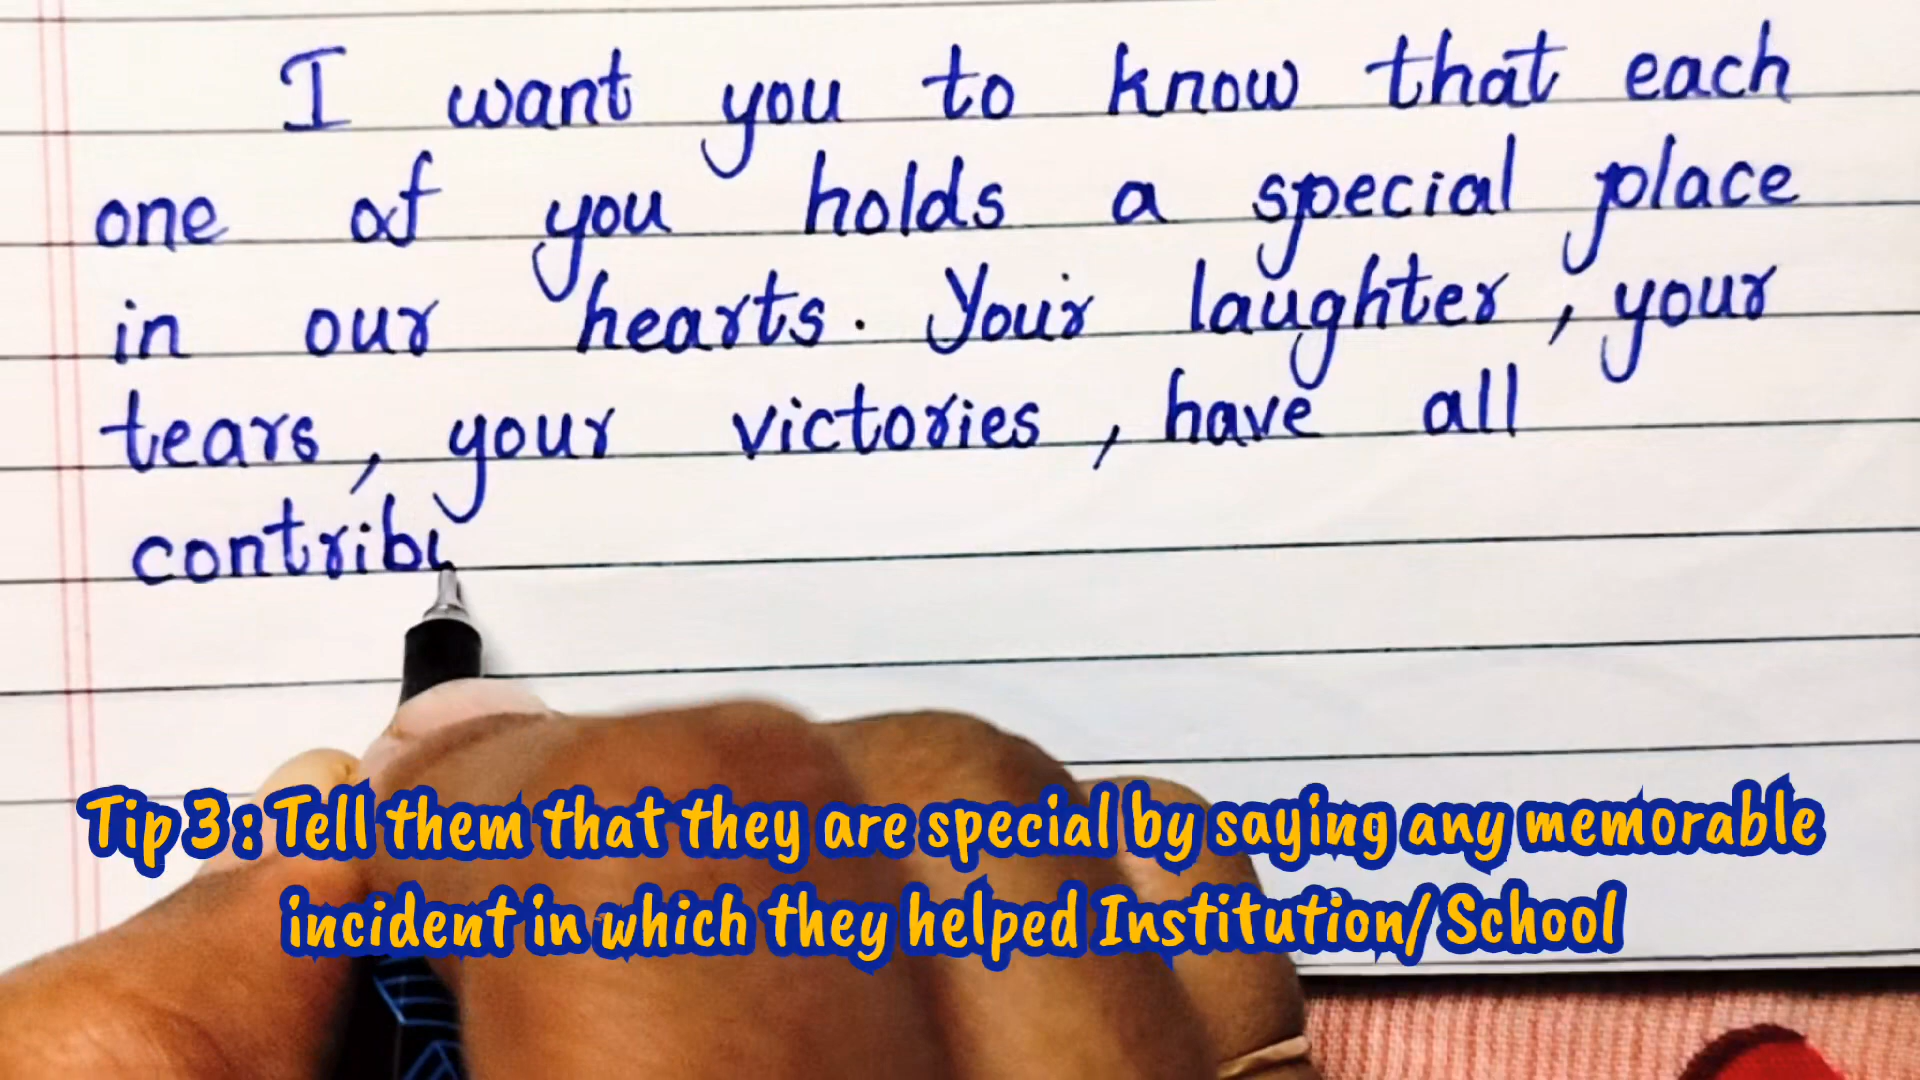 I want you to know that each
one of you holds a special place
in our hearts. Your laughter, your
tears, your victories, have all
contribu
Tip 3: Tell them that they are special by saying any memorable
incident in which they helped Institution/School